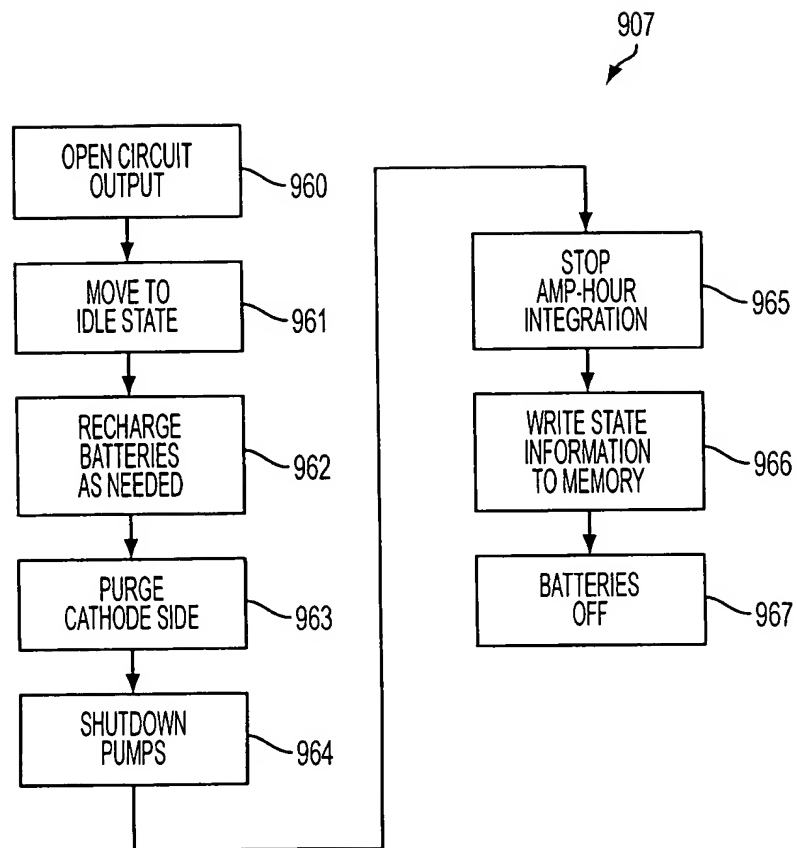 907
OPEN CIRCUIT
OUTPUT
960
MOVE TO
IDLE STATE
961
RECHARGE
BATTERIES
AS NEEDED
962
PURGE
CATHODE SIDE
963
SHUTDOWN
PUMPS
964
STOP
AMP-HOUR
INTEGRATION
965
WRITE STATE
INFORMATION
TO MEMORY
966
BATTERIES
OFF
967